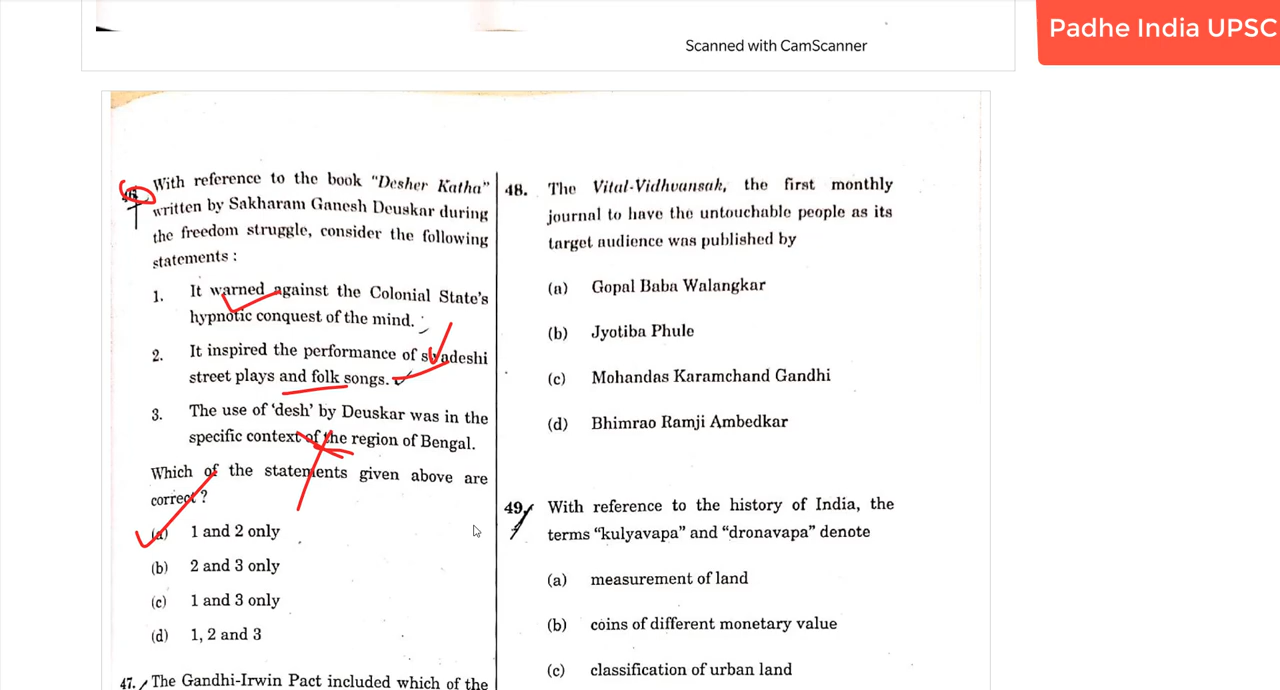 Padhe India UPSC
Scanned with CamScanner
With reference to the book "Desher Katha"
written by Sakharam Ganesh Deuskar during
the freedom struggle, consider the following
statements :
1. It warned against the Colonial State's
hypnotic conquest of the mind.
2. It inspired the performance of swadeshi
street plays and folk songs.
3. The use of 'desh' by Deuskar was in the
specific context of the region of Bengal.
Which of the statements given above are
correct ?
(a) 1 and 2 only
(b) 2 and 3 only
(c) 1 and 3 only
(d) 1, 2 and 3
47. The Gandhi-Irwin Pact included which of the
48. The Vital-Vidhvansak, the first monthly
journal to have the untouchable people as its
target audience was published by
(a) Gopal Baba Walangkar
(b) Jyotiba Phule
(c) Mohandas Karamchand Gandhi
(d) Bhimrao Ramji Ambedkar
49. With reference to the history of India, the
terms "kulyavapa" and "dronavapa" denote
(a) measurement of land
(b) coins of different monetary value
(c) classification of urban land